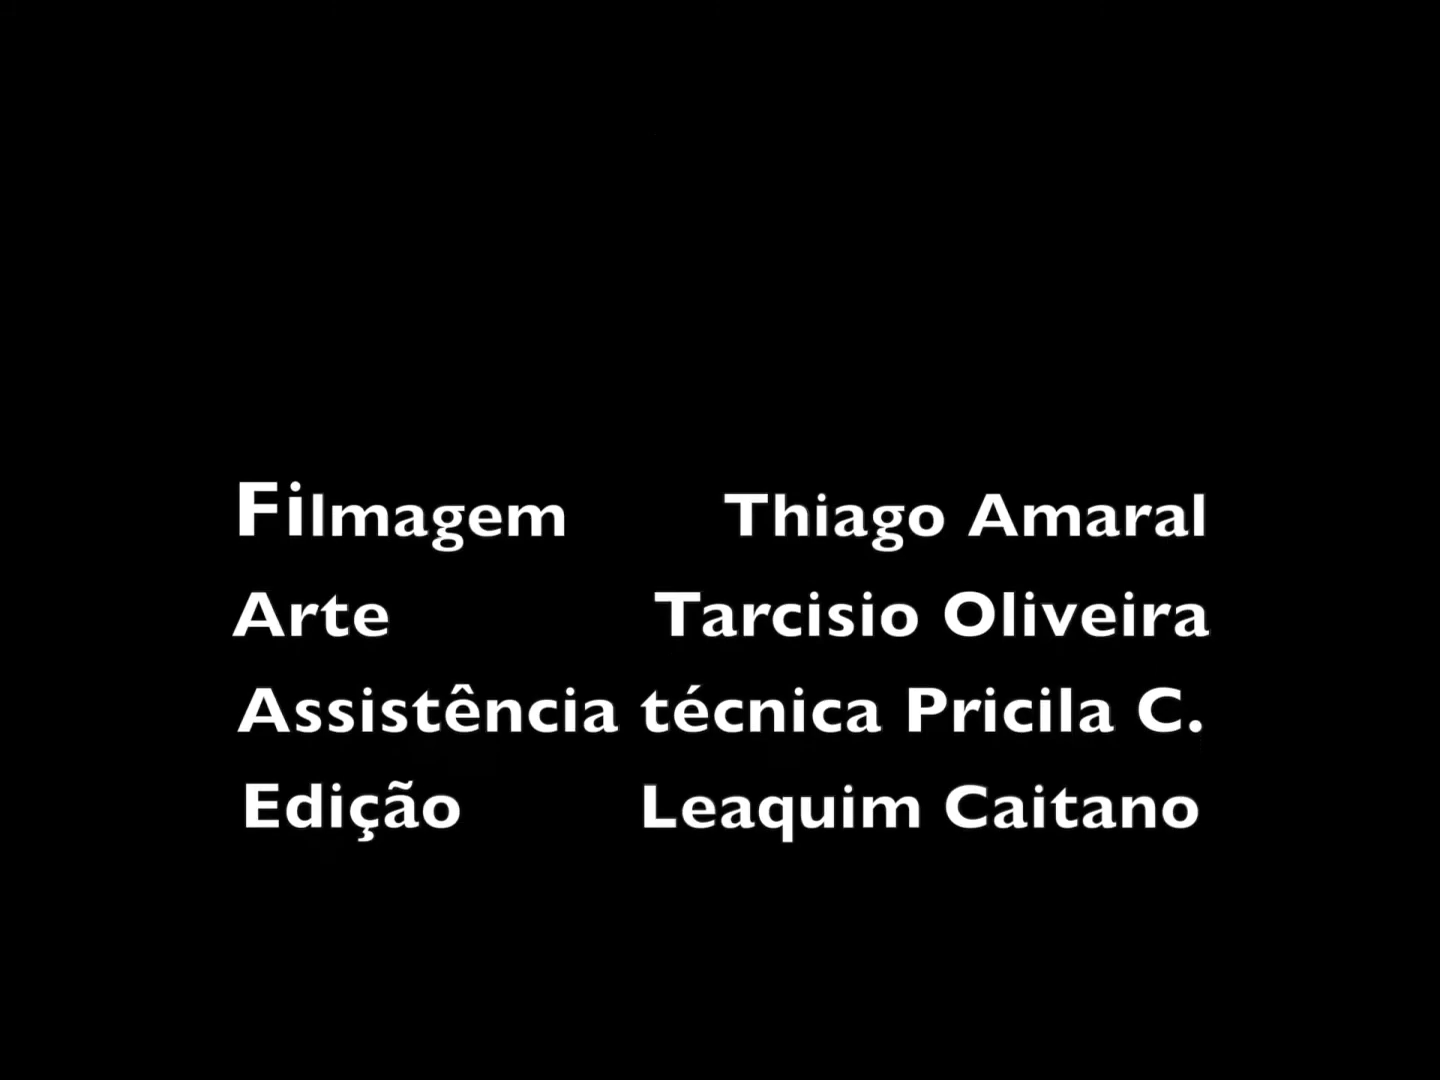 Filmagem Thiago Amaral
Arte Tarcisio Oliveira
Assistência técnica Pricila C.
Edição Leaquim Caitano